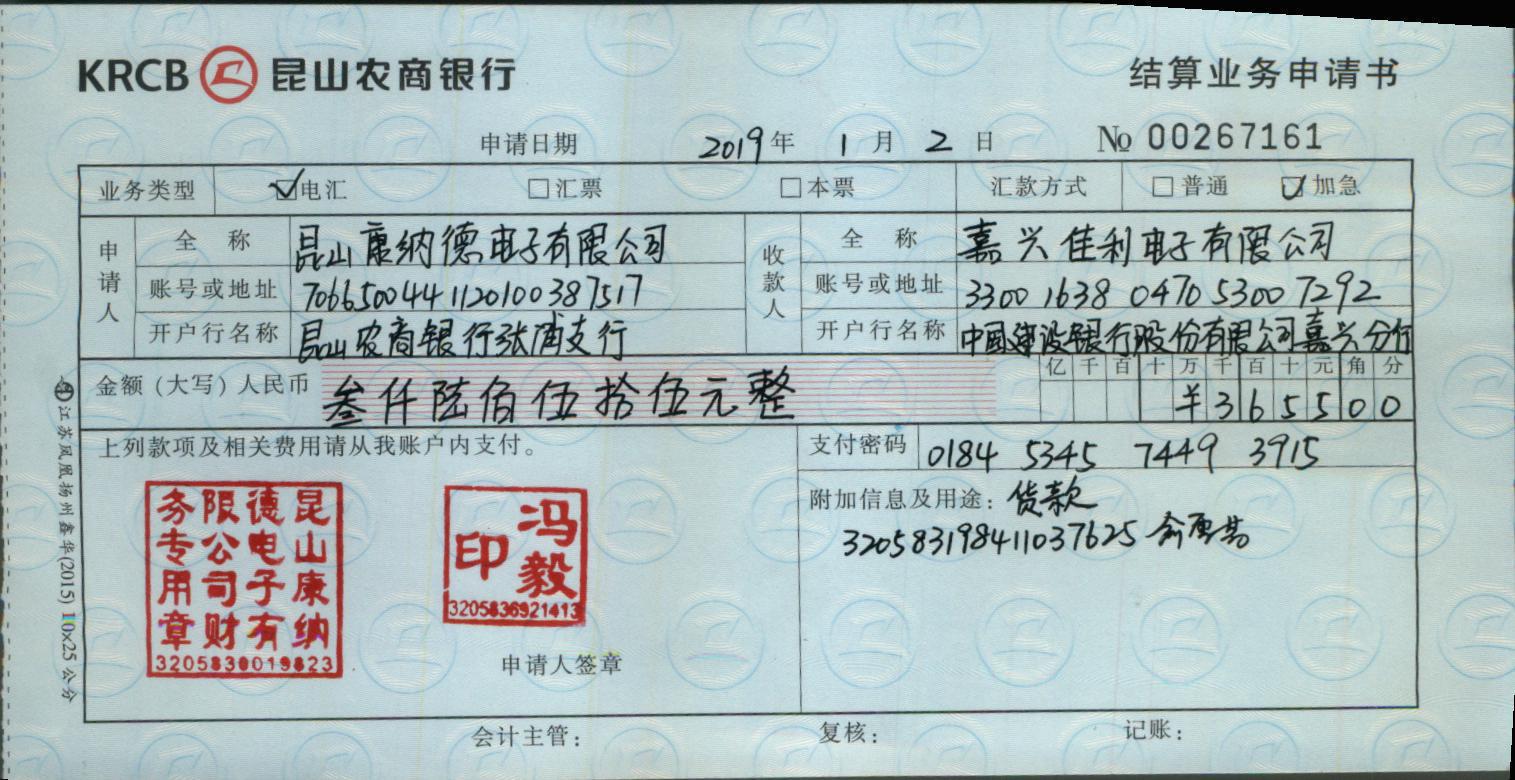 KRCB 昆山农商银行 结算业务申请书
申请日期 2019年 1月 2日 № 00267161
业务类型 ☑电汇 □汇票 □本票 汇款方式 □普通 ☑加急
申请人 全称 昆山康纳德电子有限公司 收款人 全称 嘉兴佳利电子有限公司
账号或地址 7066500441120100387517 账号或地址 3300 1638 0470 5300 7292
开户行名称 昆山农商银行张浦支行 开户行名称 中国建设银行股份有限公司嘉兴分行
金额(大写)人民币 叁仟陆佰伍拾伍元整 亿千百十万千百十元角分
¥365500
上列款项及相关费用请从我账户内支付。 支付密码 0184 5345 7449 3915
附加信息及用途:货款
320583198411037625
昆山康纳德电子有限公司财务专用章
3205830019823
冯毅印
3205836921413
申请人签章
会计主管: 复核: 记账:
江苏凤凰扬州鑫华(2015) 10x25公分